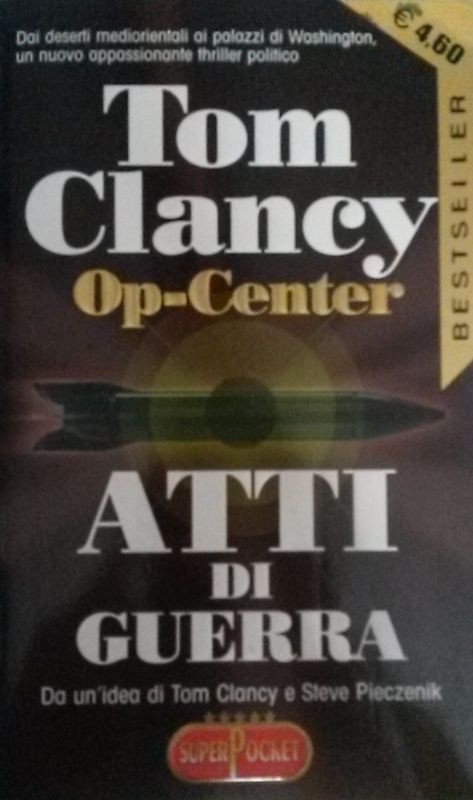 Dai deserti mediorientali ai palazzi di Washington,
un nuovo appassionante thriller politico
€ 4,60
BESTSELLER
Tom
Clancy
Op-Center
ATTI
DI
GUERRA
Da un'idea di Tom Clancy e Steve Pieczenik
SUPERPOCKET